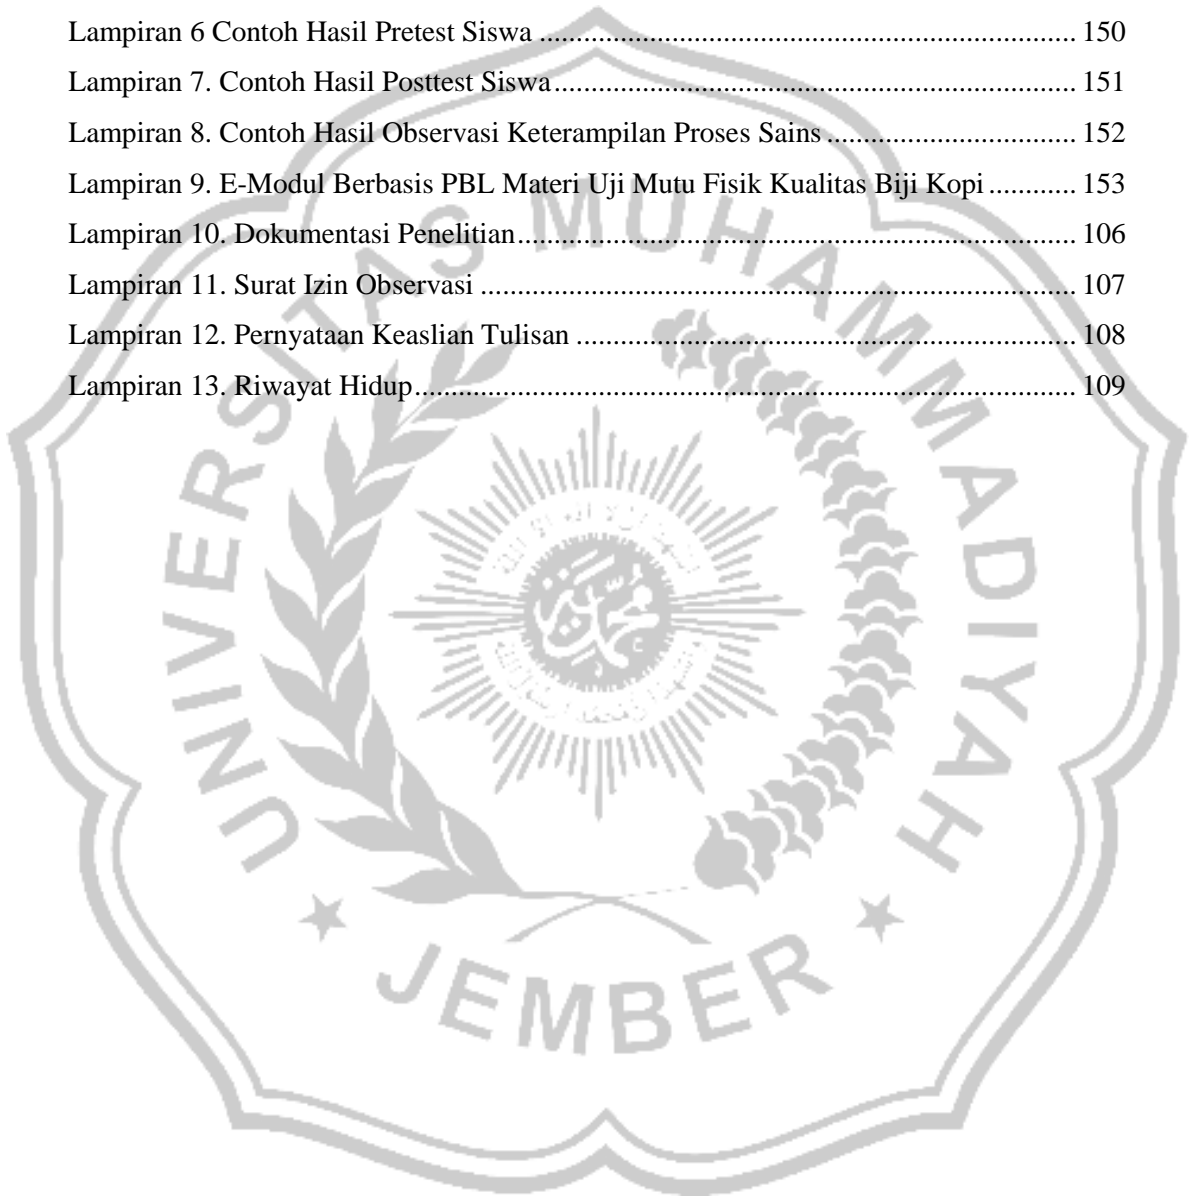 Lampiran 6 Contoh Hasil Pretest Siswa ........................................................................ 150
Lampiran 7. Contoh Hasil Posttest Siswa...................................................................... 151
Lampiran 8. Contoh Hasil Observasi Keterampilan Proses Sains ................................. 152
Lampiran 9. E-Modul Berbasis PBL Materi Uji Mutu Fisik Kualitas Biji Kopi ............ 153
Lampiran 10. Dokumentasi Penelitian........................................................................... 106
Lampiran 11. Surat Izin Observasi ................................................................................ 107
Lampiran 12. Pernyataan Keaslian Tulisan ................................................................... 108
Lampiran 13. Riwayat Hidup......................................................................................... 109
UNIVERSITAS MUHAMMADIYAH
JEMBER